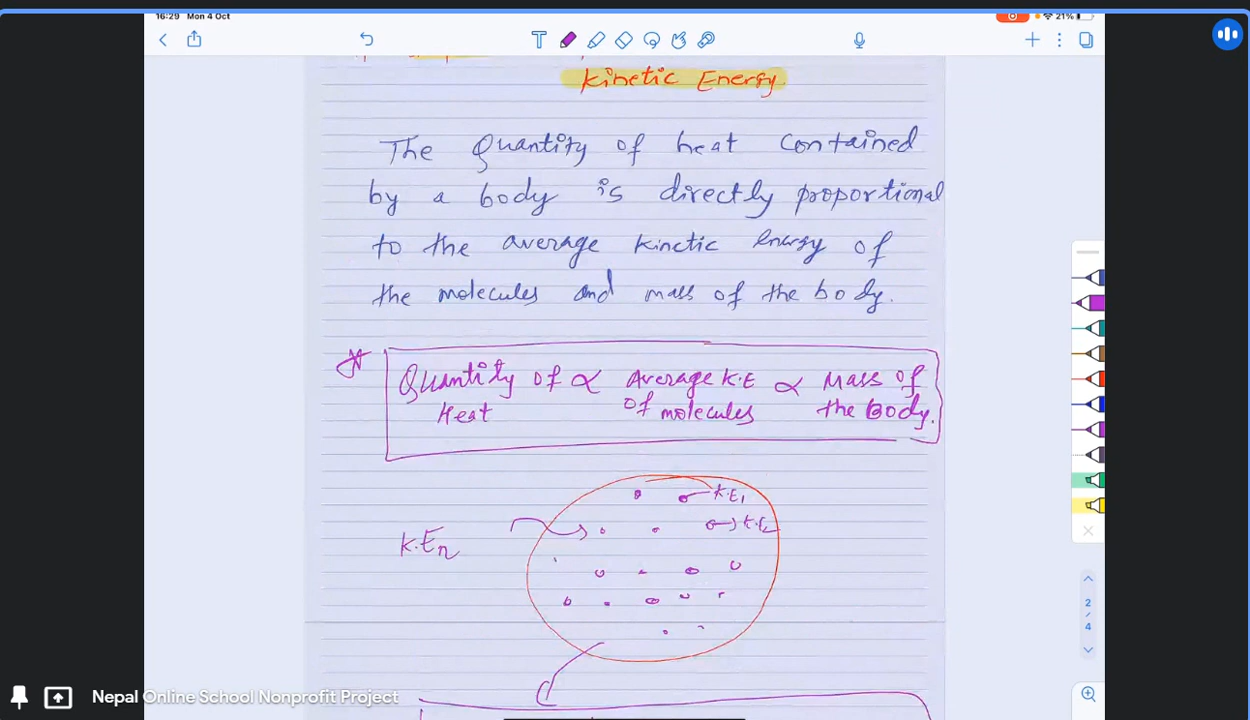 16:29 Mon 4 Oct
21%
Kinetic Energy
The Quantity of heat contained
by a body is directly proportional
to the average kinetic energy of
the molecules and mass of the body.
Quantity of ∝ Average K.E ∝ Mass of
Heat of molecules the Body.
K.E1
K.E2
K.En
2
/
4
Nepal Online School Nonprofit Project